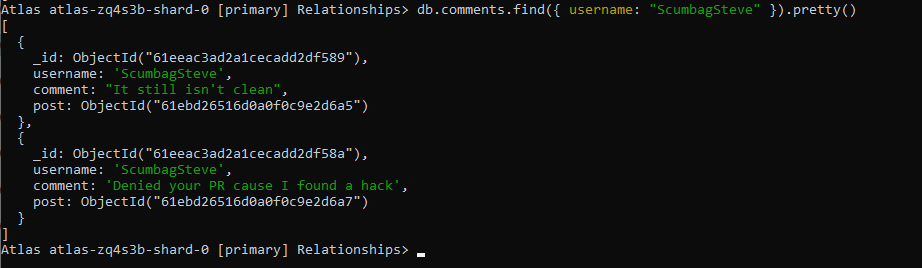 Atlas atlas-zq4s3b-shard-0 [primary] Relationships> db.comments.find({ username: "ScumbagSteve" }).pretty()
[
  {
    _id: ObjectId("61eeac3ad2a1cecadd2df589"),
    username: 'ScumbagSteve',
    comment: "It still isn't clean",
    post: ObjectId("61ebd26516d0a0f0c9e2d6a5")
  },
  {
    _id: ObjectId("61eeac3ad2a1cecadd2df58a"),
    username: 'ScumbagSteve',
    comment: 'Denied your PR cause I found a hack',
    post: ObjectId("61ebd26516d0a0f0c9e2d6a7")
  }
]
Atlas atlas-zq4s3b-shard-0 [primary] Relationships>